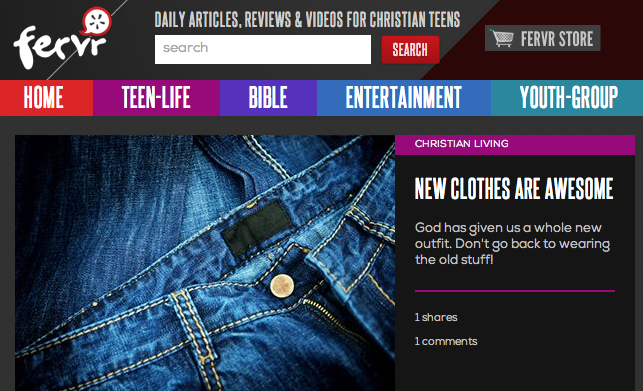 fervr
DAILY ARTICLES, REVIEWS & VIDEOS FOR CHRISTIAN TEENS
search
SEARCH
FERVR STORE
HOME
TEEN-LIFE
BIBLE
ENTERTAINMENT
YOUTH-GROUP
CHRISTIAN LIVING
NEW CLOTHES ARE AWESOME
God has given us a whole new
outfit. Don't go back to wearing
the old stuff!
1 shares
1 comments